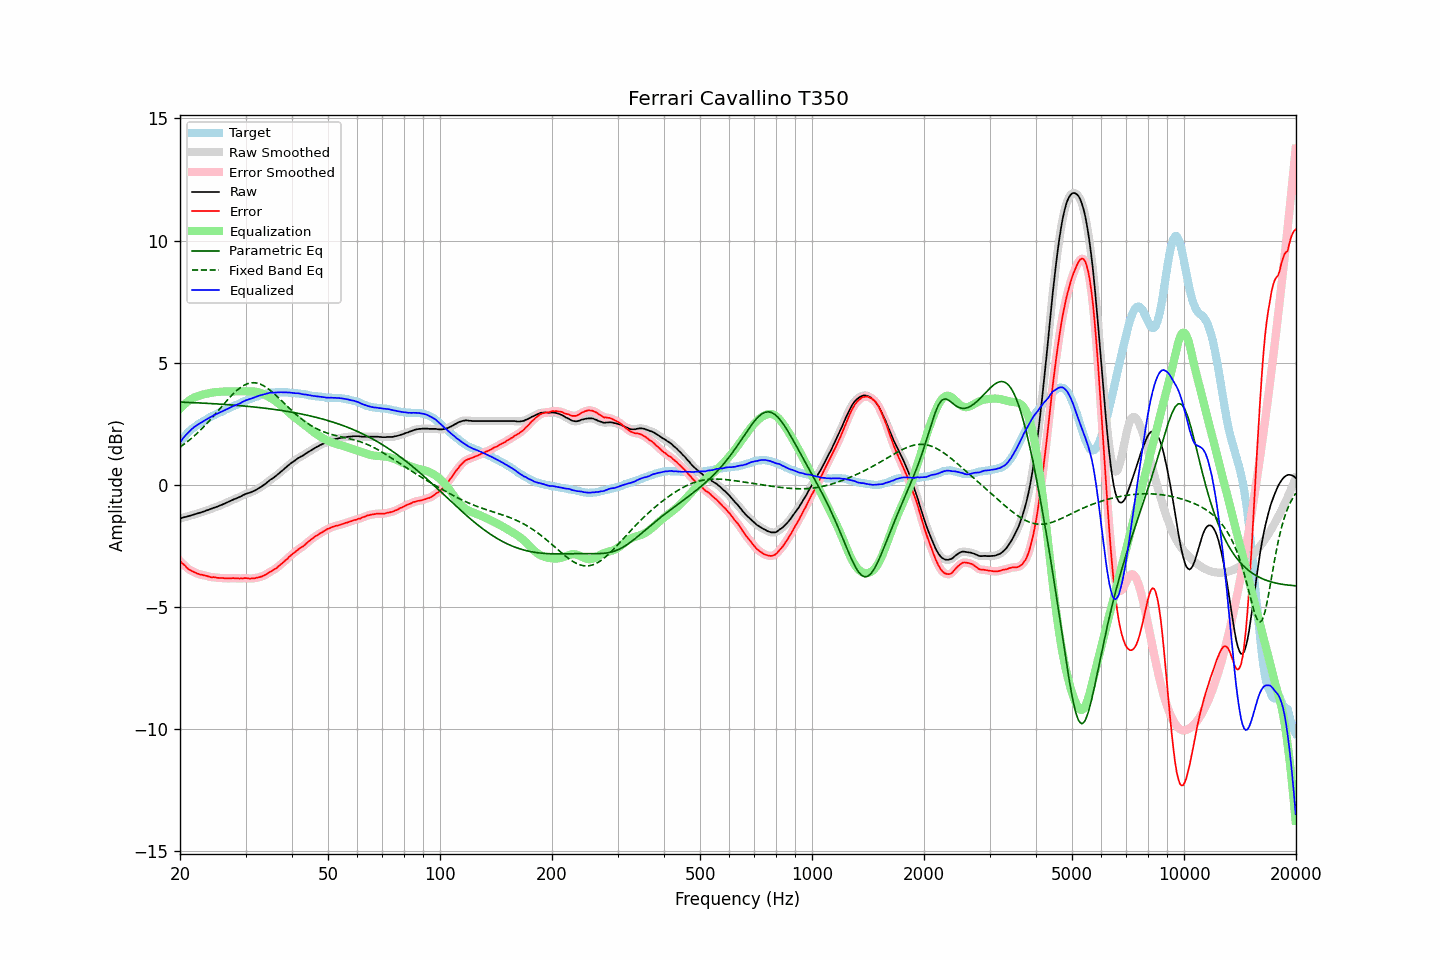 Ferrari Cavallino T350
Target
Raw Smoothed
Error Smoothed
Raw
Error
Equalization
Parametric Eq
Fixed Band Eq
Equalized
Amplitude (dBr)
15
10
5
0
−5
−10
−15
20
50
100
200
500
1000
2000
5000
10000
20000
Frequency (Hz)